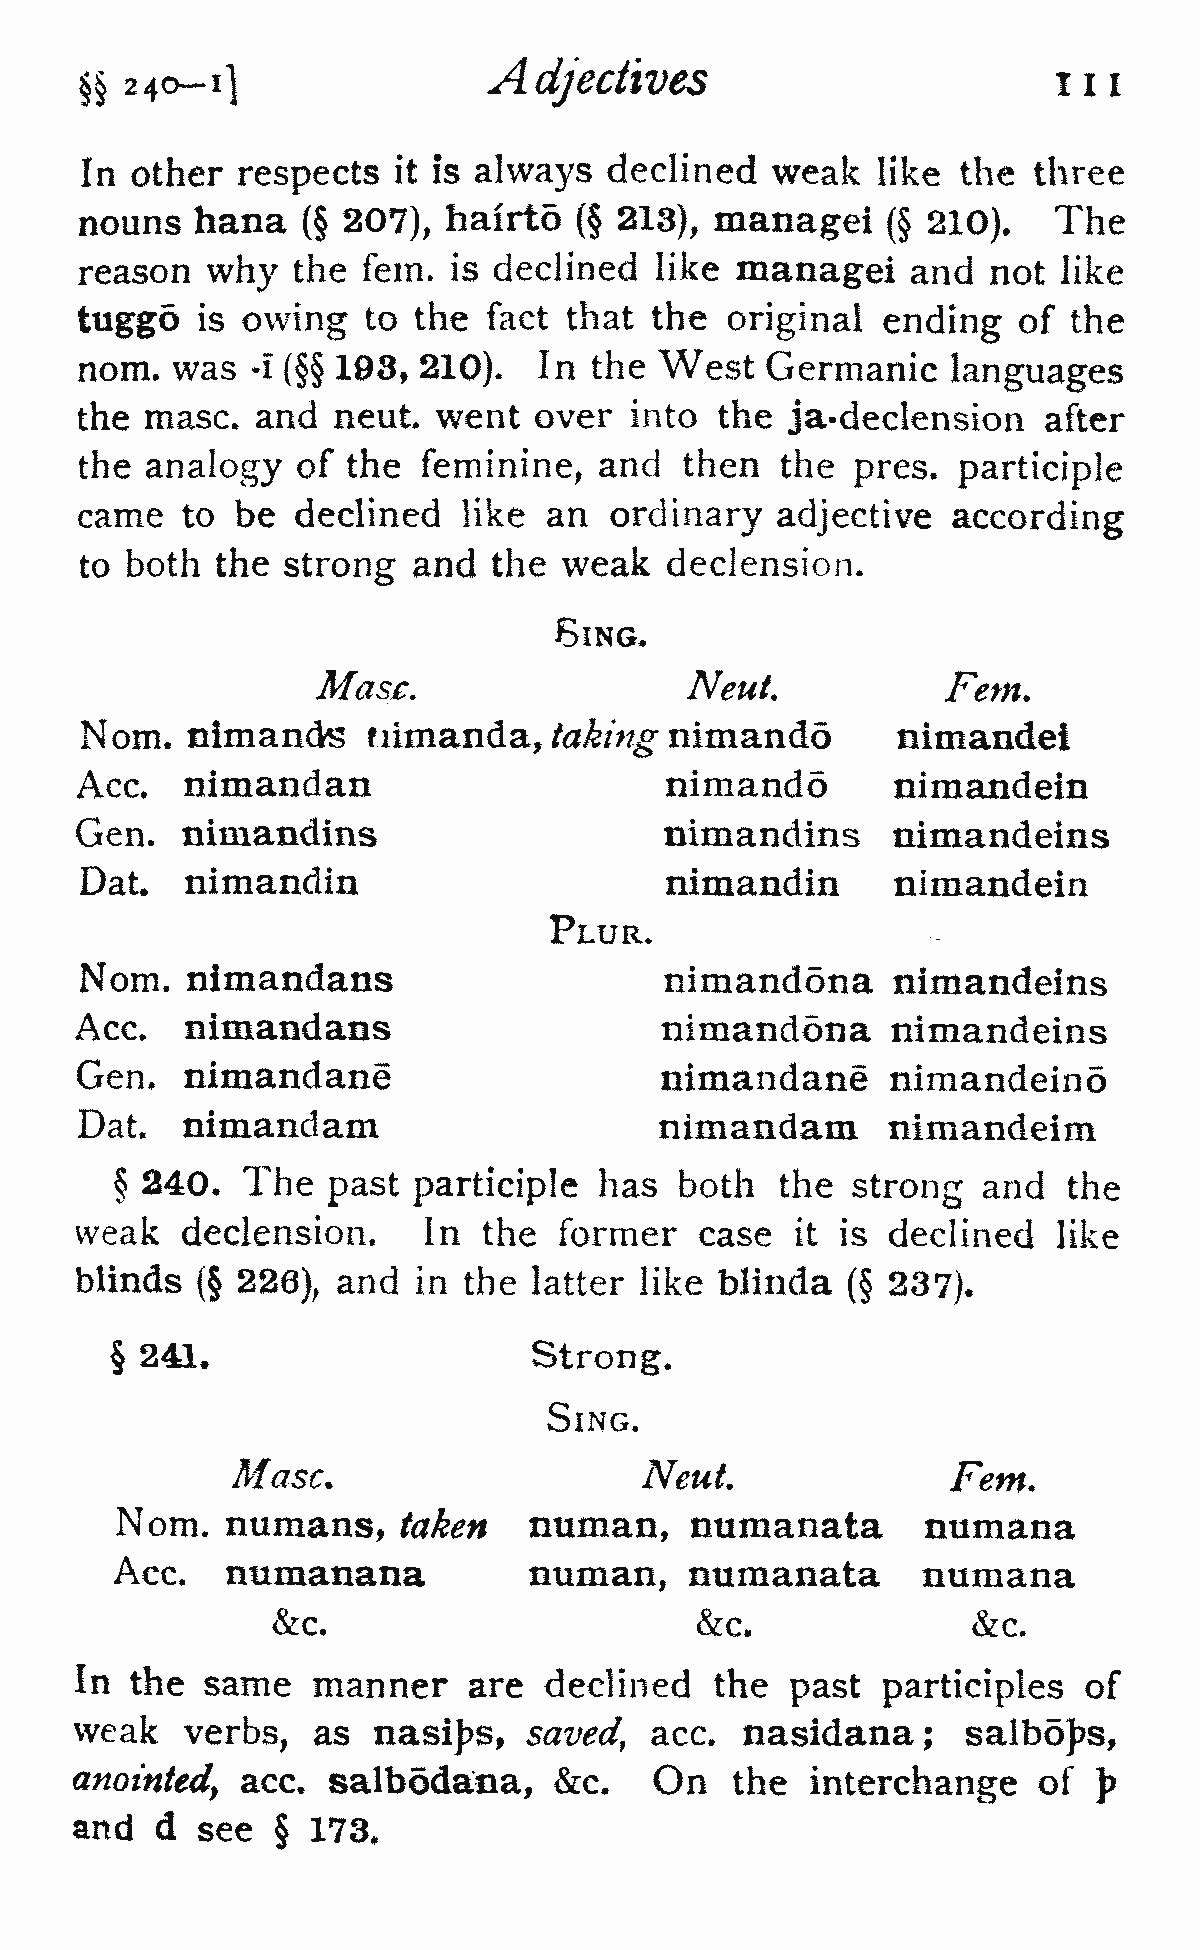 §§ 240—1] Adjectives 111
In other respects it is always declined weak like the three
nouns hana (§ 207), haírtō (§ 213), managei (§ 210). The
reason why the fem. is declined like managei and not like
tuggō is owing to the fact that the original ending of the
nom. was -ī (§§ 193, 210). In the West Germanic languages
the masc. and neut. went over into the ja-declension after
the analogy of the feminine, and then the pres. participle
came to be declined like an ordinary adjective according
to both the strong and the weak declension.
Sing.
Masc. Neut. Fem.
Nom. nimands nimanda, taking nimandō nimandei
Acc. nimandan nimandō nimandein
Gen. nimandins nimandins nimandeins
Dat. nimandin nimandin nimandein
Plur.
Nom. nimandans nimandōna nimandeins
Acc. nimandans nimandōna nimandeins
Gen. nimandanē nimandanē nimandeinō
Dat. nimandam nimandam nimandeim
§ 240. The past participle has both the strong and the
weak declension. In the former case it is declined like
blinds (§ 226), and in the latter like blinda (§ 237).
§ 241. Strong.
Sing.
Masc. Neut. Fem.
Nom. numans, taken numan, numanata numana
Acc. numanana numan, numanata numana
&c. &c. &c.
In the same manner are declined the past participles of
weak verbs, as nasiþs, saved, acc. nasidana; salbōþs,
anointed, acc. salbōdana, &c. On the interchange of þ
and d see § 173.